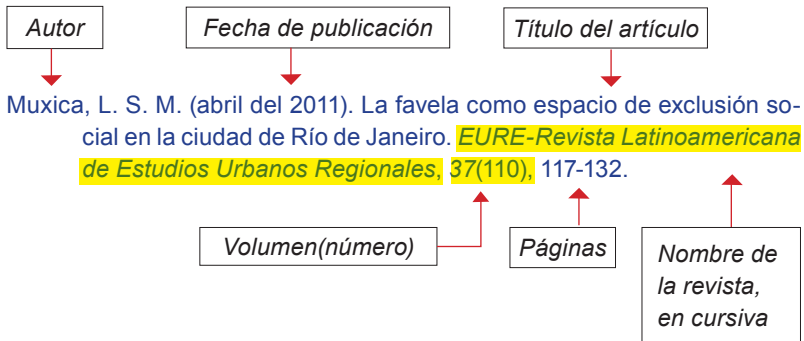 Autor
Fecha de publicación
Título del artículo
Muxica, L. S. M. (abril del 2011). La favela como espacio de exclusión so-
cial en la ciudad de Río de Janeiro. EURE-Revista Latinoamericana
de Estudios Urbanos Regionales, 37(110), 117-132.
Volumen(número)
Páginas
Nombre de
la revista,
en cursiva